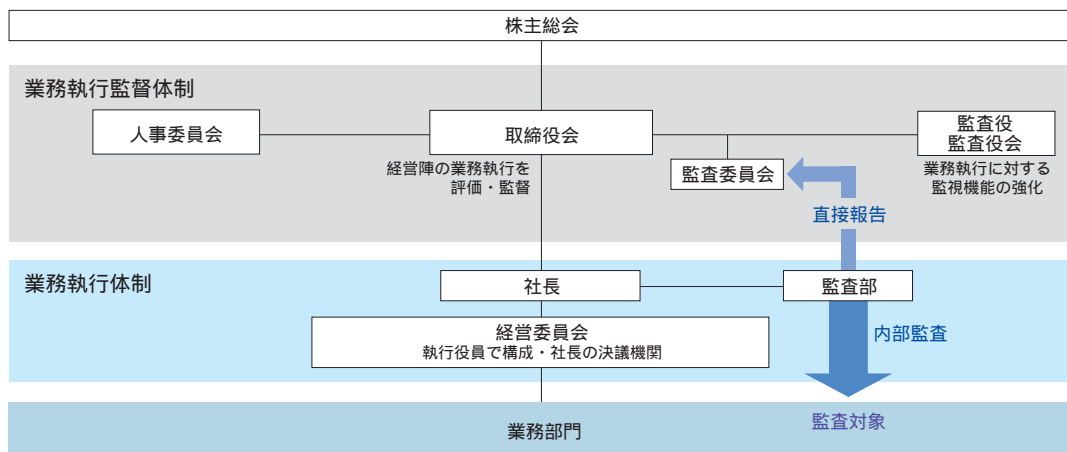 株主総会
業務執行監督体制
人事委員会
取締役会
経営陣の業務執行を
評価・監督
監査委員会
監査役
監査役会
業務執行に対する
監視機能の強化
直接報告
業務執行体制
社長
監査部
経営委員会
執行役員で構成・社長の決議機関
内部監査
監査対象
業務部門